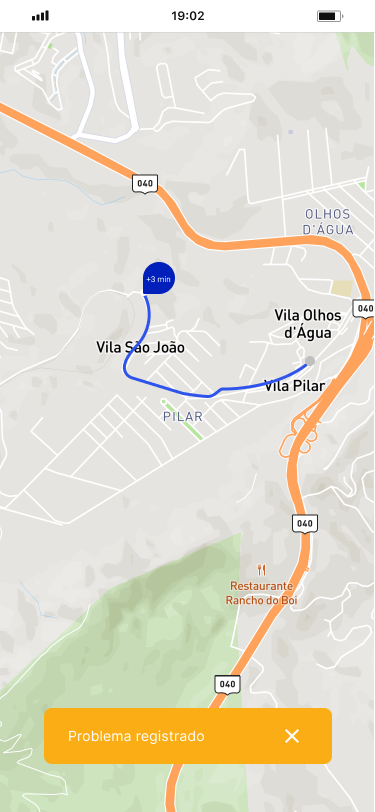 19:02
040
OLHOS
D'ÁGUA
+3 min
040
Vila Olhos
d'Água
Vila São João
Vila Pilar
PILAR
040
Restaurante
Rancho do Boi
040
Problema registrado